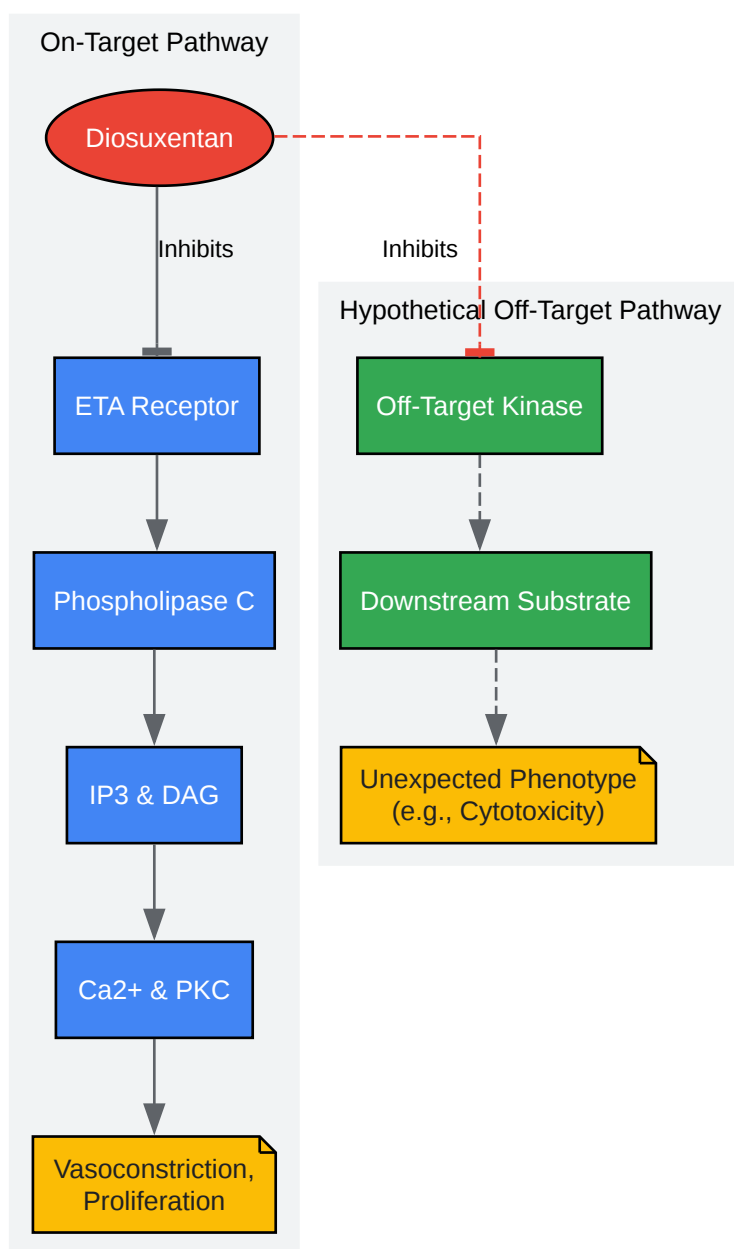 On-Target Pathway
Diosuxentan
Inhibits
Inhibits
Hypothetical Off-Target Pathway
ETA Receptor
Off-Target Kinase
Phospholipase C
Downstream Substrate
IP3 & DAG
Unexpected Phenotype
(e.g., Cytotoxicity)
Ca2+ & PKC
Vasoconstriction,
Proliferation